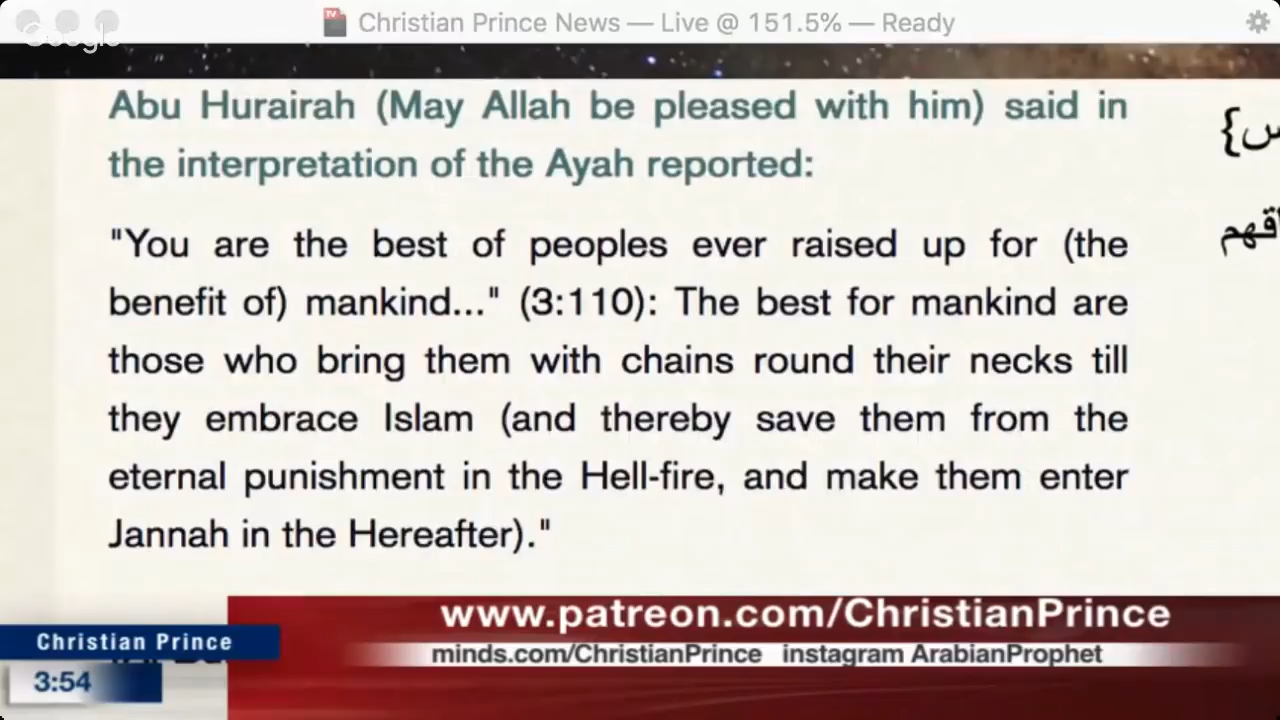 Christian Prince News — Live @ 151.5% — Ready
Google
Abu Hurairah (May Allah be pleased with him) said in
the interpretation of the Ayah reported:
"You are the best of peoples ever raised up for (the
benefit of) mankind..." (3:110): The best for mankind are
those who bring them with chains round their necks till
they embrace Islam (and thereby save them from the
eternal punishment in the Hell-fire, and make them enter
Jannah in the Hereafter)."
www.patreon.com/ChristianPrince
Christian Prince
minds.com/ChristianPrince instagram ArabianProphet
3:54